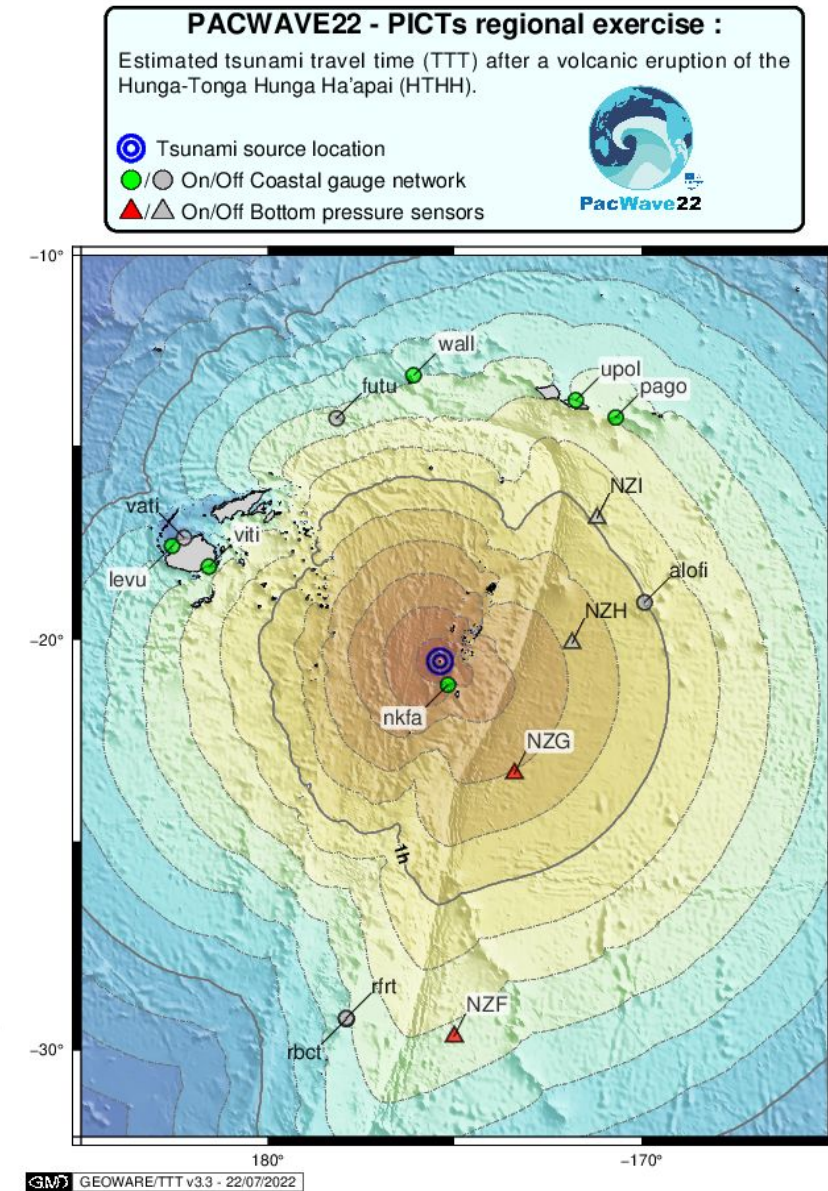 PACWAVE22 - PICTs regional exercise :
Estimated tsunami travel time (TTT) after a volcanic eruption of the
Hunga-Tonga Hunga Ha'apai (HTHH).
Tsunami source location
On/Off Coastal gauge network
On/Off Bottom pressure sensors
PacWave22
−10°
wall
upol
futu
pago
NZI
vati
viti
levu
alofi
NZH
−20°
nkfa
NZG
1h
rfrt
NZF
rbct
−30°
180°
−170°
GMD GEOWARE/TTT v3.3 - 22/07/2022